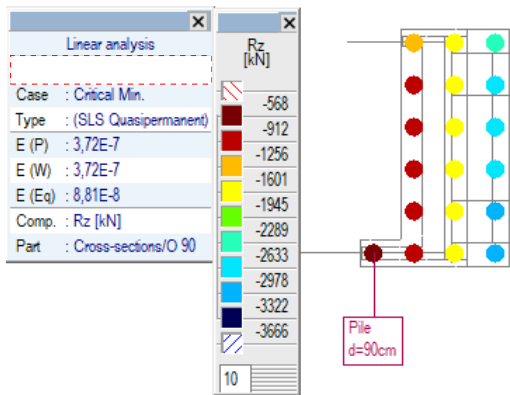 Linear analysis
Case : Critical Min.
Type : (SLS Quasipermanent)
E (P) : 3,72E-7
E (W) : 3,72E-7
E (Eq) : 8,81E-8
Comp. : Rz [kN]
Part : Cross-sections/O 90
Rz
[kN]
-568
-912
-1256
-1601
-1945
-2289
-2633
-2978
-3322
-3666
10
Pile
d=90cm